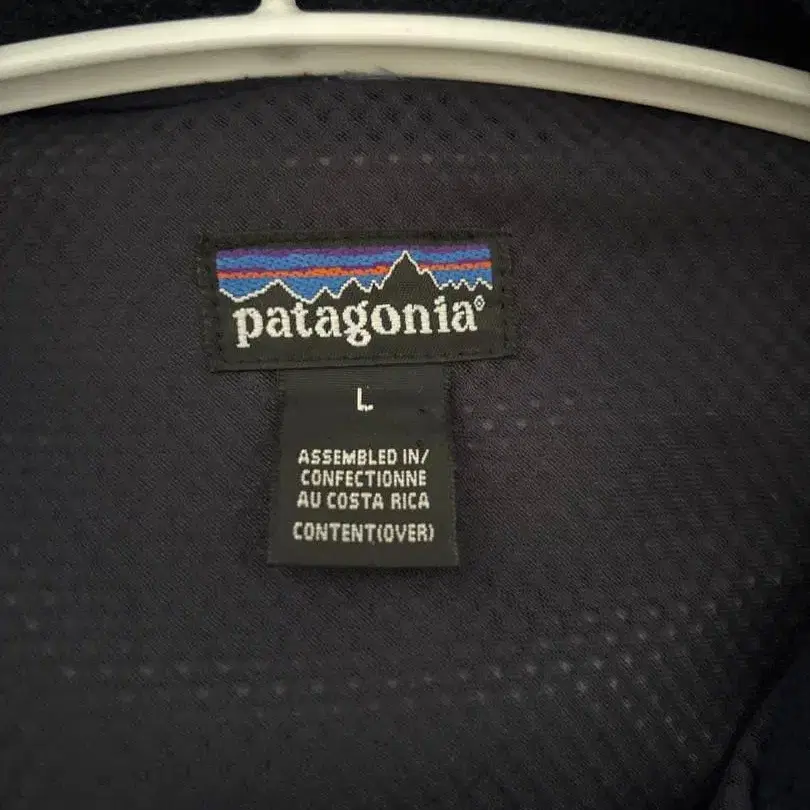 patagonia®
L
ASSEMBLED IN/
CONFECTIONNE
AU COSTA RICA
CONTENT(OVER)